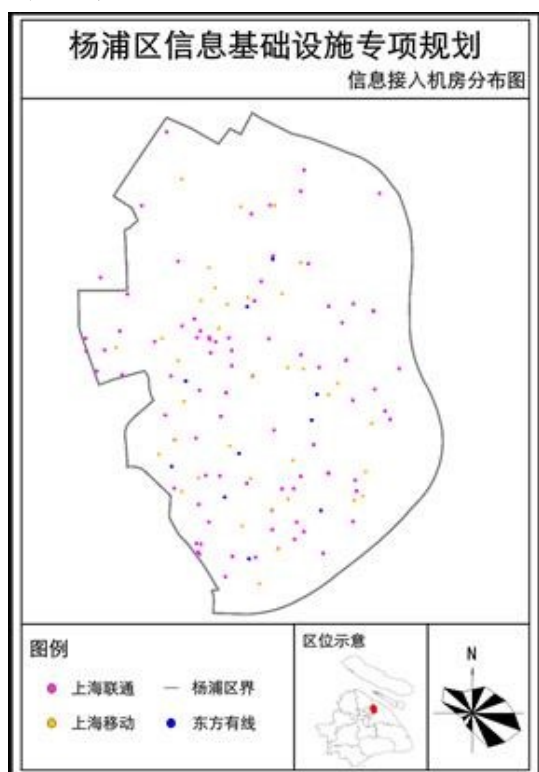 杨浦区信息基础设施专项规划
信息接入机房分布图
图例
上海联通
杨浦区界
上海移动
东方有线
区位示意
N